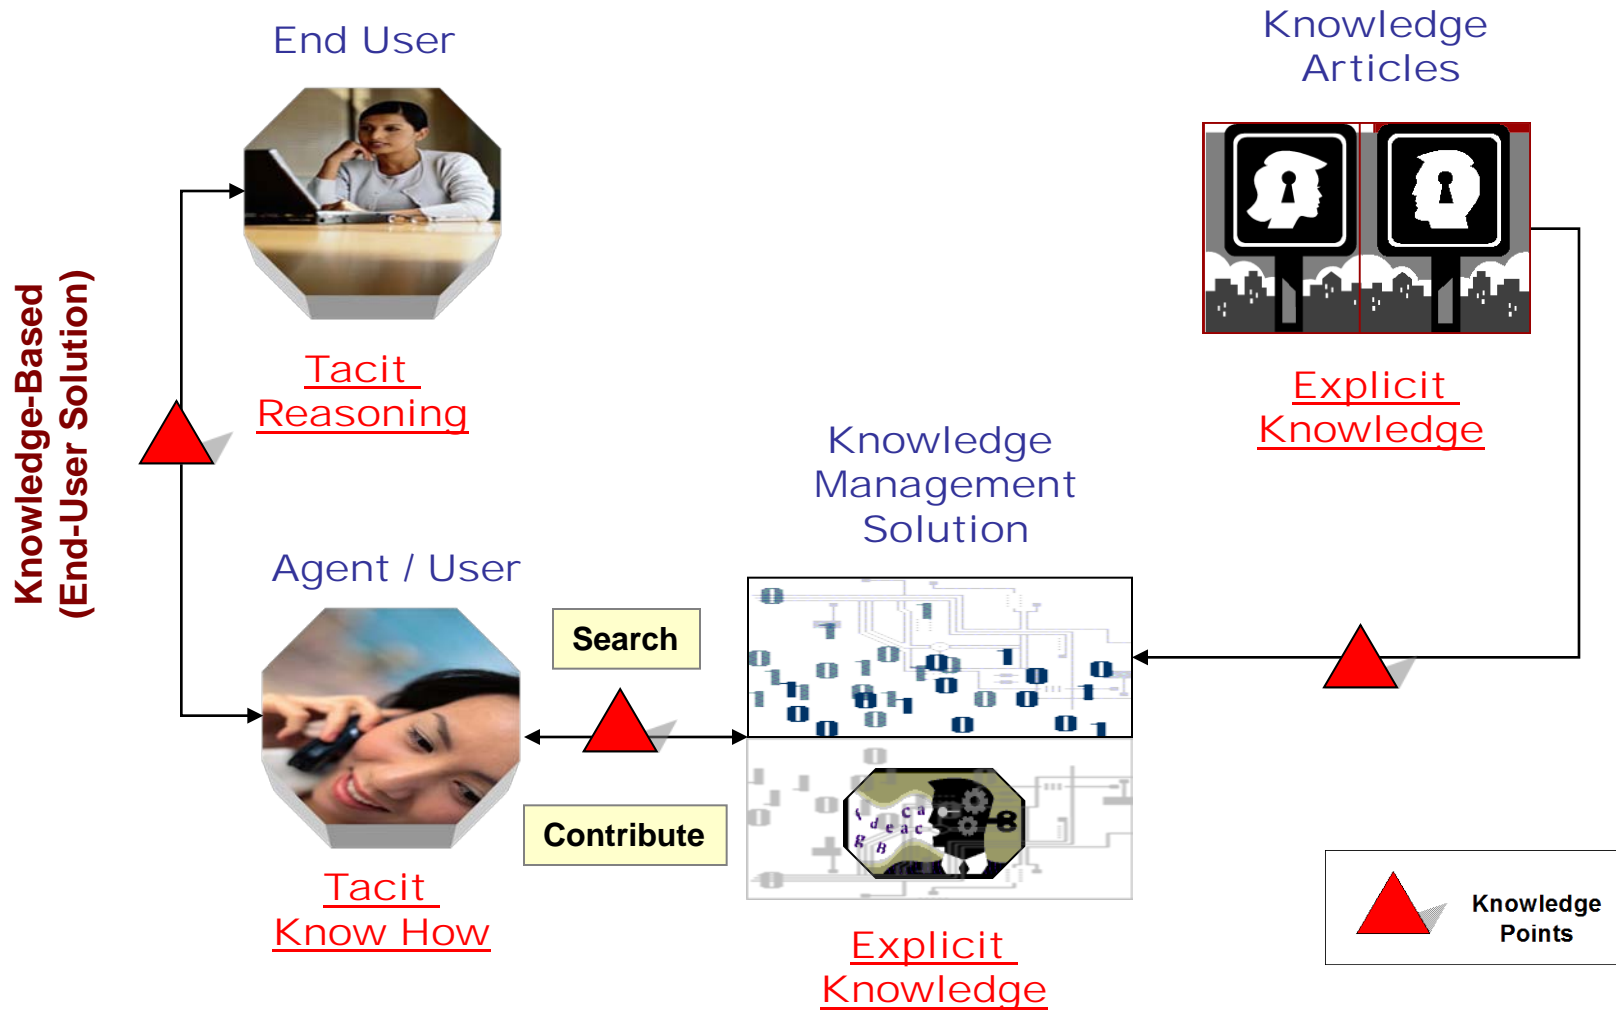 End User
Knowledge
Articles
Knowledge-Based
(End-User Solution)
Tacit
Reasoning
Explicit
Knowledge
Knowledge
Management
Solution
Agent / User
Search
Contribute
Tacit
Know How
Explicit
Knowledge
Knowledge
Points